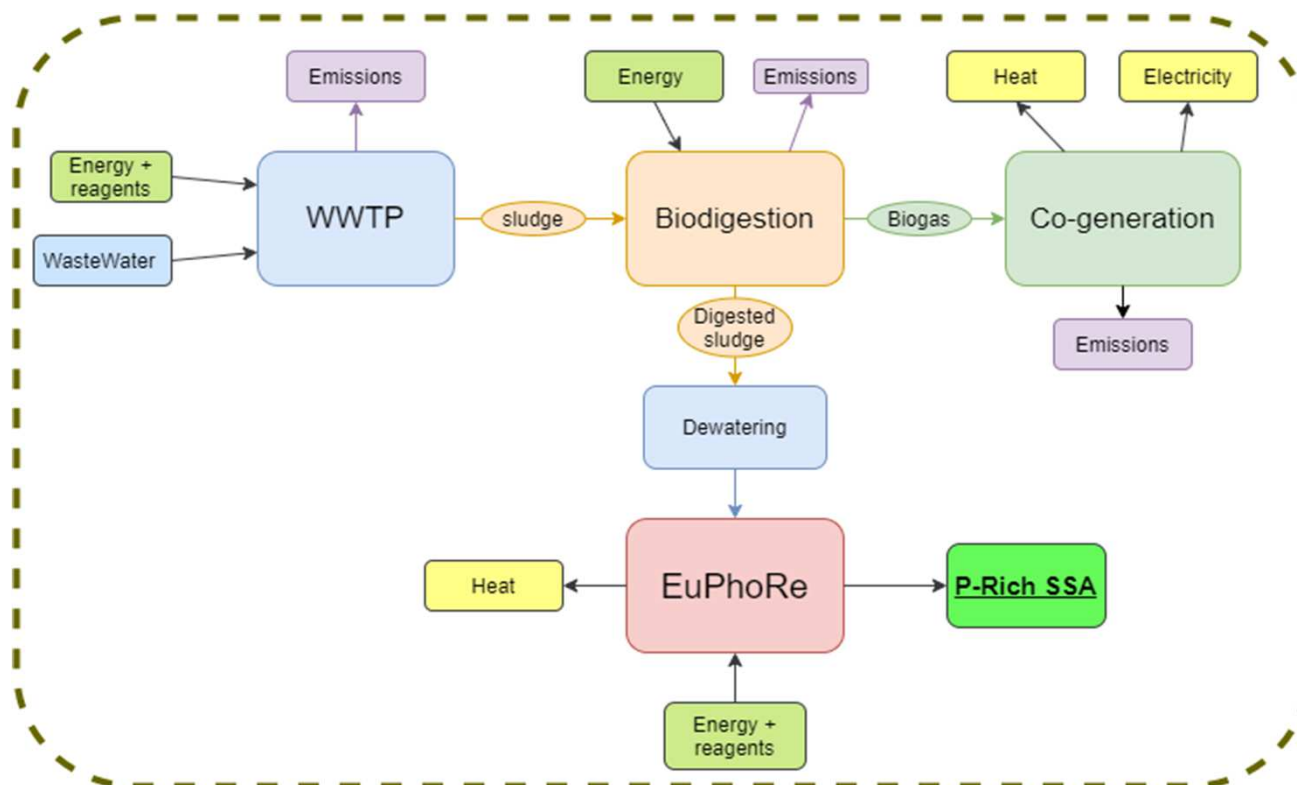 Emissions
Energy
Emissions
Heat
Electricity
Energy +
reagents
WasteWater
WWTP
sludge
Biodigestion
Biogas
Co-generation
Digested
sludge
Emissions
Dewatering
Heat
EuPhoRe
P-Rich SSA
Energy +
reagents